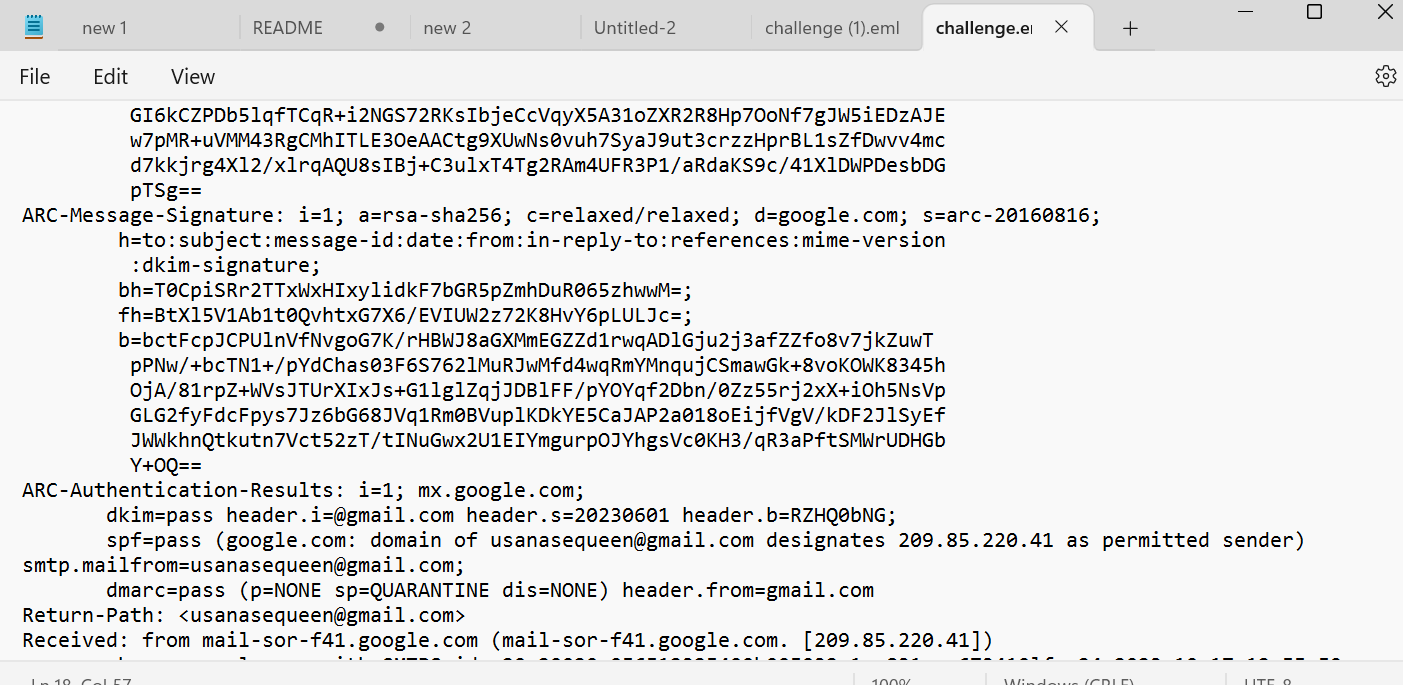 new 1 README new 2 Untitled-2 challenge (1).eml challenge.e
File Edit View
GI6kCZPDb5lqfTCqR+i2NGS72RKsIbjeCcVqyX5A31oZXR2R8Hp7OoNf7gJW5iEDzAJE
w7pMR+uVMM43RgCMhITLE3OeAACtg9XUwNs0vuh7SyaJ9ut3crzzHprBL1sZfDwvv4mc
d7kkjrg4Xl2/xlrqAQU8sIBj+C3ulxT4Tg2RAm4UFR3P1/aRdaKS9c/41XlDWPDesbDG
pTSg==
ARC-Message-Signature: i=1; a=rsa-sha256; c=relaxed/relaxed; d=google.com; s=arc-20160816;
h=to:subject:message-id:date:from:in-reply-to:references:mime-version
:dkim-signature;
bh=T0CpiSRr2TTxWxHIxylidkF7bGR5pZmhDuR065zhwwM=;
fh=BtXl5V1Ab1t0QvhtxG7X6/EVIUW2z72K8HvY6pLULJc=;
b=bctFcpJCPUlnVfNvgoG7K/rHBWJ8aGXMmEGZZd1rwqADlGju2j3afZZfo8v7jkZuwT
pPNw/+bcTN1+/pYdChas03F6S762lMuRJwMfd4wqRmYMnqujCSmawGk+8voKOWK8345h
OjA/81rpZ+WVsJTUrXIxJs+G1lglZqjJDBlFF/pYOYqf2Dbn/0Zz55rj2xX+iOh5NsVp
GLG2fyFdcFpys7Jz6bG68JVq1Rm0BVuplKDkYE5CaJAP2a018oEijfVgV/kDF2JlSyEf
JWWkhnQtkutn7Vct52zT/tINuGwx2U1EIYmgurpOJYhgsVc0KH3/qR3aPftSMWrUDHGb
Y+OQ==
ARC-Authentication-Results: i=1; mx.google.com;
dkim=pass header.i=@gmail.com header.s=20230601 header.b=RZHQ0bNG;
spf=pass (google.com: domain of usanasequeen@gmail.com designates 209.85.220.41 as permitted sender)
smtp.mailfrom=usanasequeen@gmail.com;
dmarc=pass (p=NONE sp=QUARANTINE dis=NONE) header.from=gmail.com
Return-Path: <usanasequeen@gmail.com>
Received: from mail-sor-f41.google.com (mail-sor-f41.google.com. [209.85.220.41])
Ln 18, Col 57 100% Windows (CRLF) UTF-8